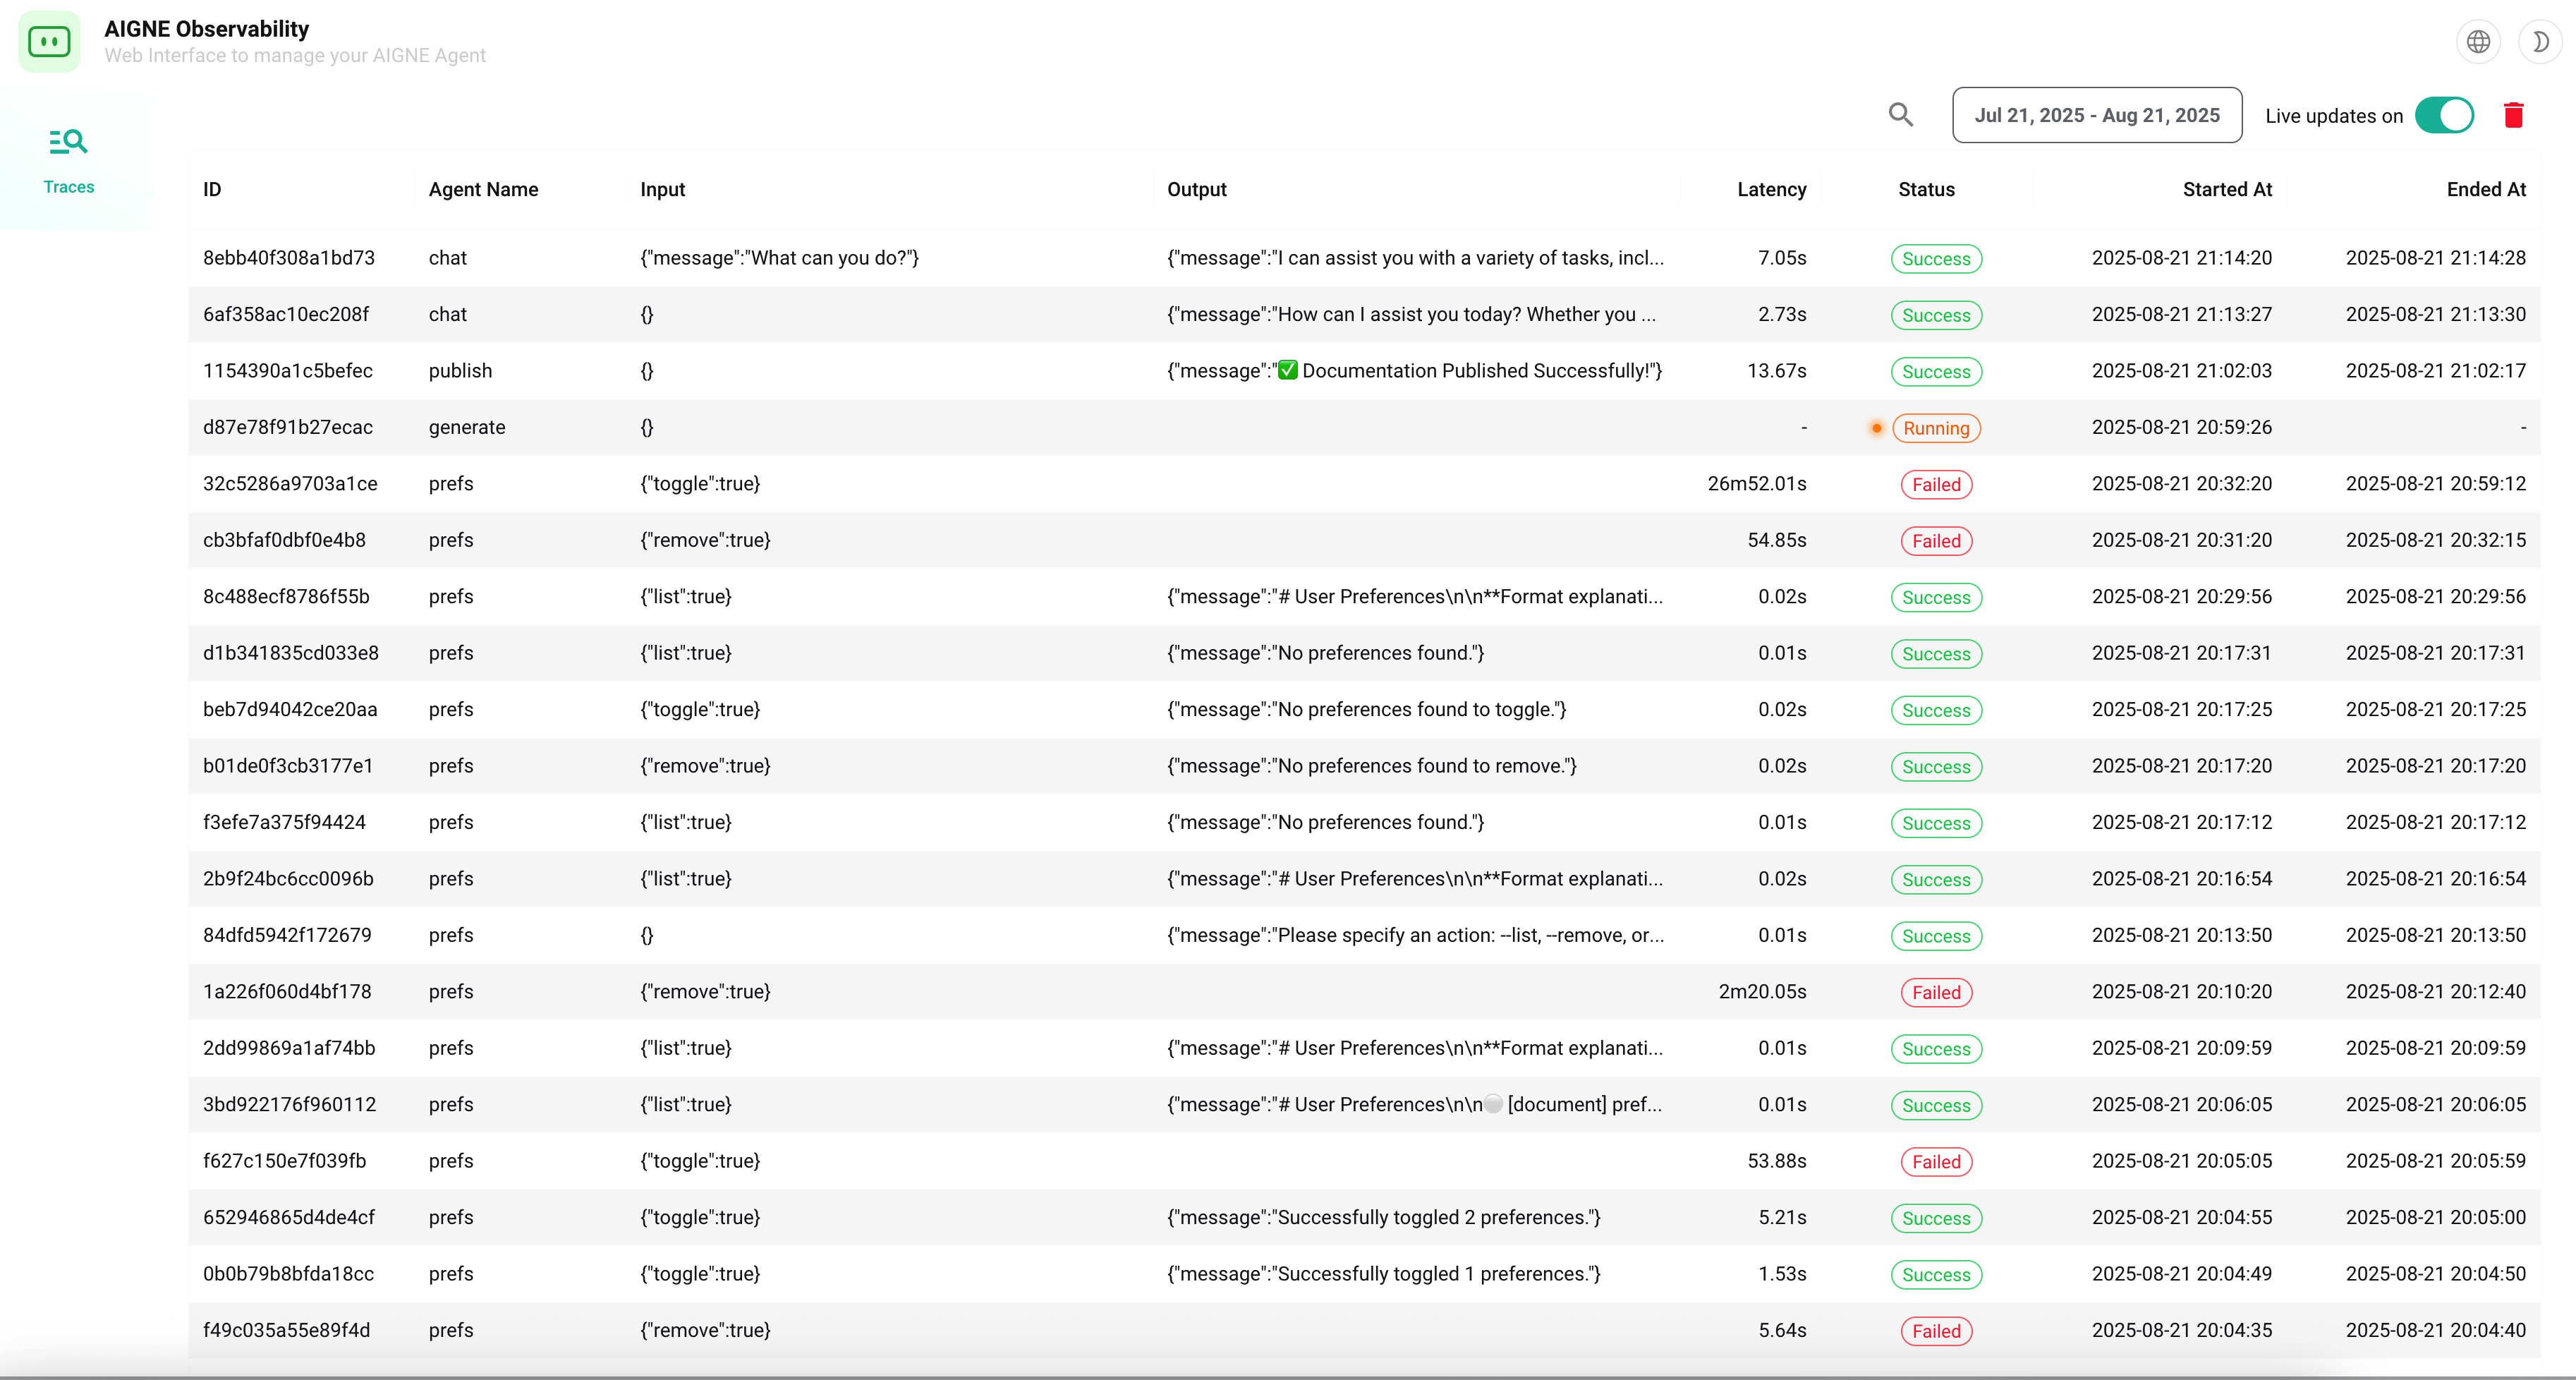 AIGNE Observability
Web Interface to manage your AIGNE Agent
Jul 21, 2025 - Aug 21, 2025 Live updates on
Traces
ID Agent Name Input Output Latency Status Started At Ended At
8ebb40f308a1bd73 chat {"message":"What can you do?"} {"message":"I can assist you with a variety of tasks, incl... 7.05s Success 2025-08-21 21:14:20 2025-08-21 21:14:28
6af358ac10ec208f chat {} {"message":"How can I assist you today? Whether you ... 2.73s Success 2025-08-21 21:13:27 2025-08-21 21:13:30
1154390a1c5befec publish {} {"message":"✅ Documentation Published Successfully!"} 13.67s Success 2025-08-21 21:02:03 2025-08-21 21:02:17
d87e78f91b27ecac generate {} - Running 2025-08-21 20:59:26 -
32c5286a9703a1ce prefs {"toggle":true} 26m52.01s Failed 2025-08-21 20:32:20 2025-08-21 20:59:12
cb3bfaf0dbf0e4b8 prefs {"remove":true} 54.85s Failed 2025-08-21 20:31:20 2025-08-21 20:32:15
8c488ecf8786f55b prefs {"list":true} {"message":"# User Preferences\n\n**Format explanati... 0.02s Success 2025-08-21 20:29:56 2025-08-21 20:29:56
d1b341835cd033e8 prefs {"list":true} {"message":"No preferences found."} 0.01s Success 2025-08-21 20:17:31 2025-08-21 20:17:31
beb7d94042ce20aa prefs {"toggle":true} {"message":"No preferences found to toggle."} 0.02s Success 2025-08-21 20:17:25 2025-08-21 20:17:25
b01de0f3cb3177e1 prefs {"remove":true} {"message":"No preferences found to remove."} 0.02s Success 2025-08-21 20:17:20 2025-08-21 20:17:20
f3efe7a375f94424 prefs {"list":true} {"message":"No preferences found."} 0.01s Success 2025-08-21 20:17:12 2025-08-21 20:17:12
2b9f24bc6cc0096b prefs {"list":true} {"message":"# User Preferences\n\n**Format explanati... 0.02s Success 2025-08-21 20:16:54 2025-08-21 20:16:54
84dfd5942f172679 prefs {} {"message":"Please specify an action: --list, --remove, or... 0.01s Success 2025-08-21 20:13:50 2025-08-21 20:13:50
1a226f060d4bf178 prefs {"remove":true} 2m20.05s Failed 2025-08-21 20:10:20 2025-08-21 20:12:40
2dd99869a1af74bb prefs {"list":true} {"message":"# User Preferences\n\n**Format explanati... 0.01s Success 2025-08-21 20:09:59 2025-08-21 20:09:59
3bd922176f960112 prefs {"list":true} {"message":"# User Preferences\n\n⚪ [document] pref... 0.01s Success 2025-08-21 20:06:05 2025-08-21 20:06:05
f627c150e7f039fb prefs {"toggle":true} 53.88s Failed 2025-08-21 20:05:05 2025-08-21 20:05:59
652946865d4de4cf prefs {"toggle":true} {"message":"Successfully toggled 2 preferences."} 5.21s Success 2025-08-21 20:04:55 2025-08-21 20:05:00
0b0b79b8bfda18cc prefs {"toggle":true} {"message":"Successfully toggled 1 preferences."} 1.53s Success 2025-08-21 20:04:49 2025-08-21 20:04:50
f49c035a55e89f4d prefs {"remove":true} 5.64s Failed 2025-08-21 20:04:35 2025-08-21 20:04:40